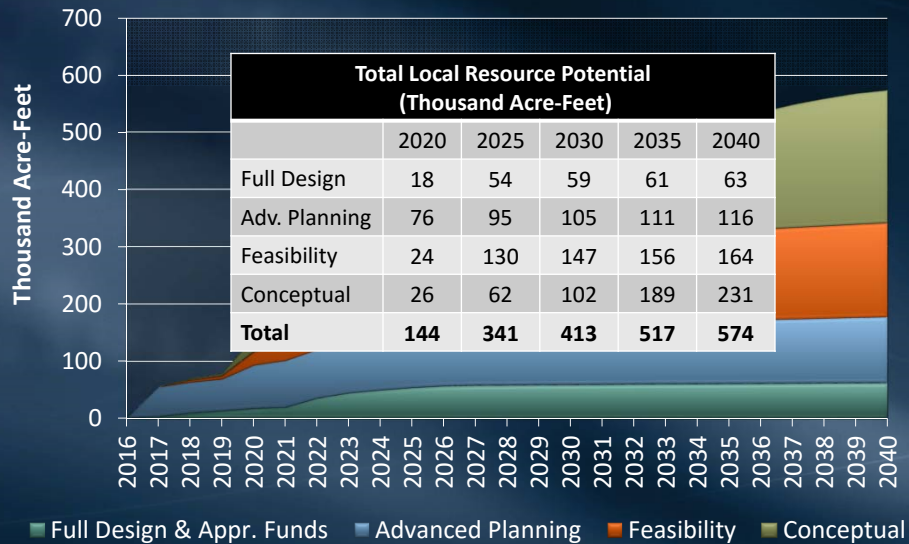 700
600
500
400
300
200
100
0
Thousand Acre-Feet
Total Local Resource Potential
(Thousand Acre-Feet)
2020 2025 2030 2035 2040
Full Design 18 54 59 61 63
Adv. Planning 76 95 105 111 116
Feasibility 24 130 147 156 164
Conceptual 26 62 102 189 231
Total 144 341 413 517 574
2016 2017 2018 2019 2020 2021 2022 2023 2024 2025 2026 2027 2028 2029 2030 2031 2032 2033 2034 2035 2036 2037 2038 2039 2040
Full Design & Appr. Funds Advanced Planning Feasibility Conceptual